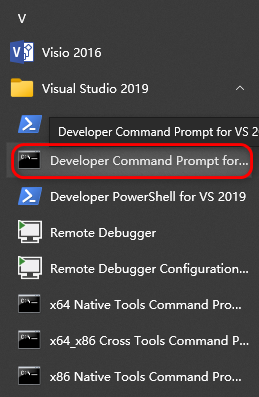 V
Visio 2016
Visual Studio 2019
Developer Command Prompt for VS 2
Developer Command Prompt for...
Developer PowerShell for VS 2019
Remote Debugger
Remote Debugger Configuration...
x64 Native Tools Command Pro...
x64_x86 Cross Tools Command P...
x86 Native Tools Command Pro...